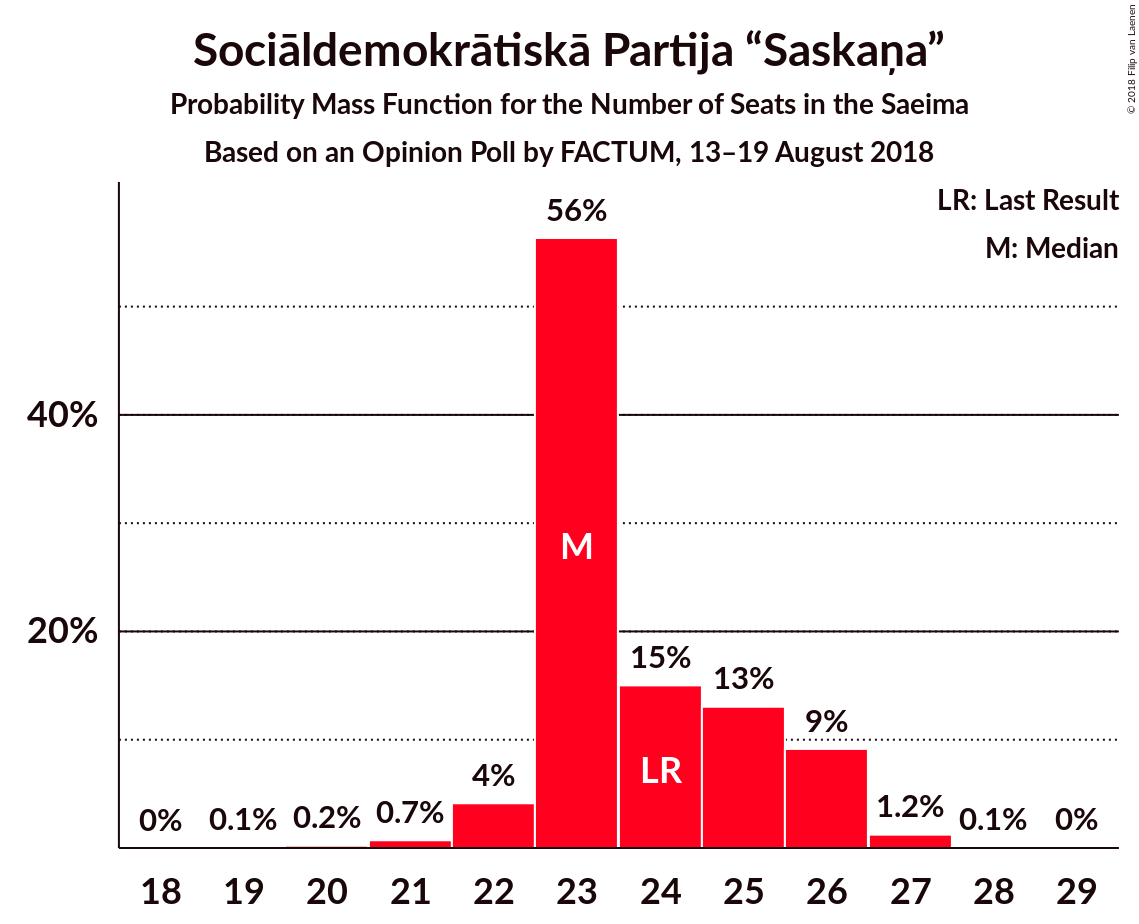 Sociāldemokrātiskā Partija “Saskaņa”
Probability Mass Function for the Number of Seats in the Saeima
Based on an Opinion Poll by FACTUM, 13–19 August 2018
© 2018 Filip van Laenen
LR: Last Result
M: Median
40%
20%
0%
0.1%
0.2%
0.7%
4%
56%
M
15%
LR
13%
9%
1.2%
0.1%
0%
18 19 20 21 22 23 24 25 26 27 28 29